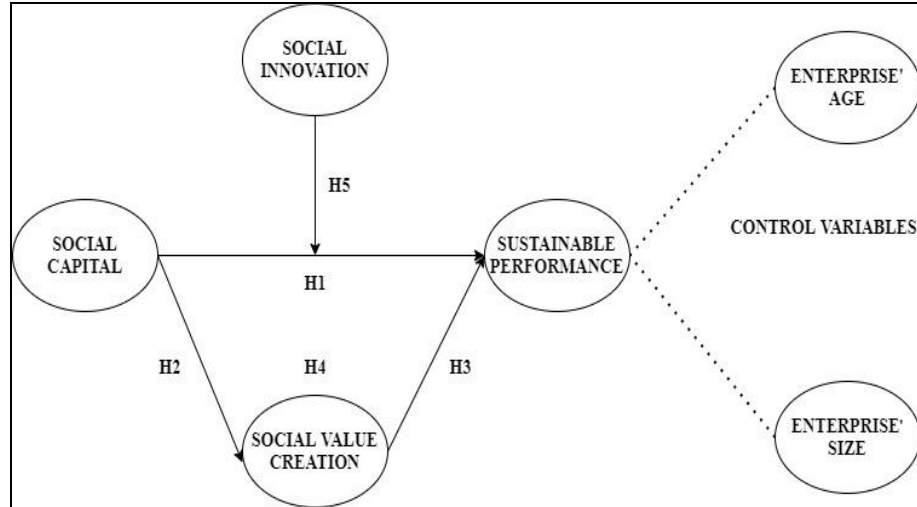 SOCIAL
INNOVATION
ENTERPRISE'
AGE
H5
SOCIAL
CAPITAL
SUSTAINABLE
PERFORMANCE
CONTROL VARIABLES
H1
H2
H4
H3
SOCIAL VALUE
CREATION
ENTERPRISE'
SIZE